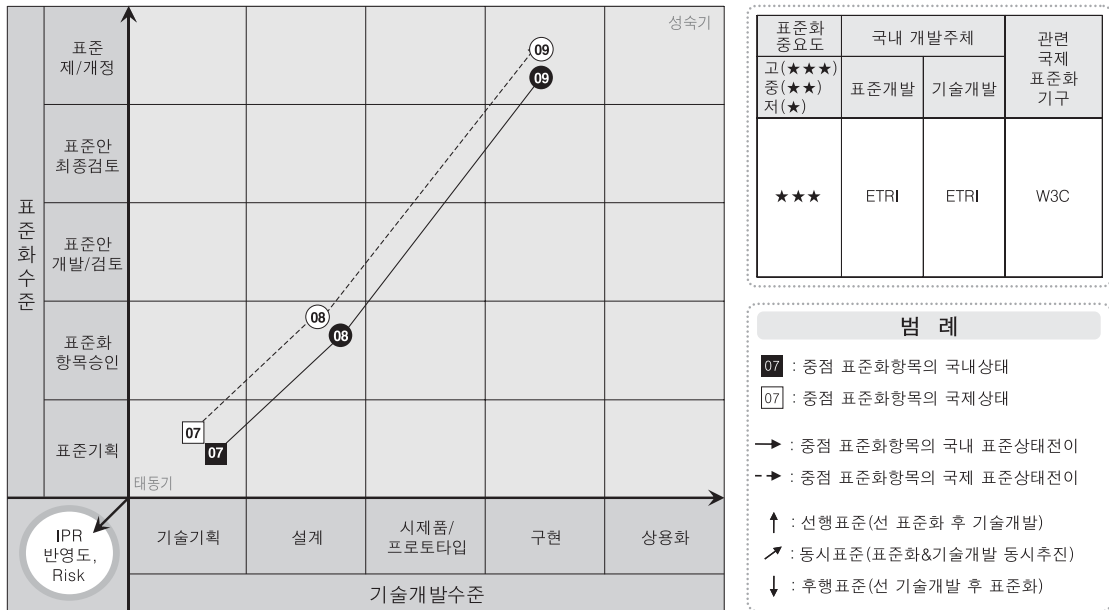 성숙기
표준
제/개정
표준안
최종검토
표준안
개발/검토
표준화
항목승인
표준기획
표준화수준
09
09
08
08
07
07
태동기
IPR
반영도,
Risk
기술기획
설계
시제품/
프로토타입
구현
상용화
기술개발수준
표준화
중요도
국내 개발주체
관련
국제
표준화
기구
고(★★★)
중(★★)
저(★)
표준개발
기술개발
★★★
ETRI
ETRI
W3C
범 례
07 : 중점 표준화항목의 국내상태
07 : 중점 표준화항목의 국제상태
: 중점 표준화항목의 국내 표준상태전이
: 중점 표준화항목의 국제 표준상태전이
: 선행표준(선 표준화 후 기술개발)
: 동시표준(표준화&기술개발 동시추진)
: 후행표준(선 기술개발 후 표준화)